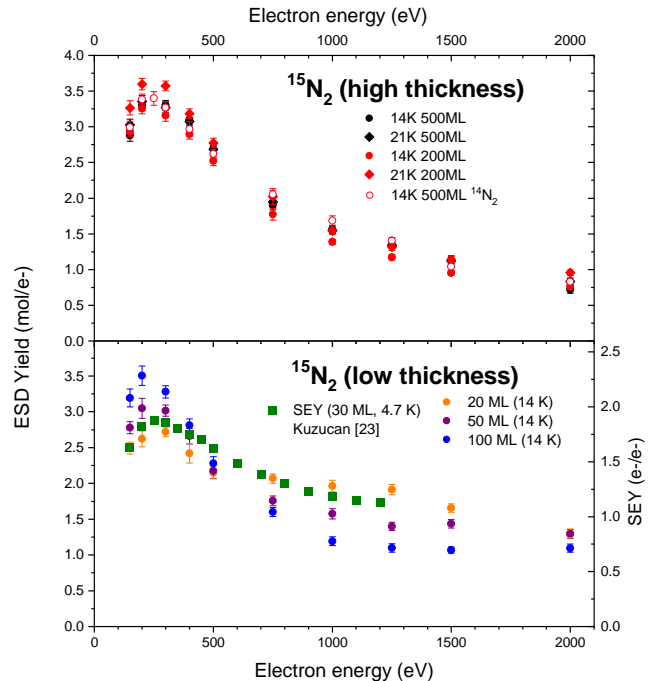 Electron energy (eV)
0 500 1000 1500 2000
4.0
3.5
3.0
2.5
2.0
1.5
1.0
0.5
0.0
¹⁵N₂ (high thickness)
14K 500ML
21K 500ML
14K 200ML
21K 200ML
14K 500ML ¹⁴N₂
ESD Yield (mol/e-)
3.5
3.0
2.5
2.0
1.5
1.0
0.5
0.0
¹⁵N₂ (low thickness)
SEY (30 ML, 4.7 K)
Kuzucan [23]
20 ML (14 K)
50 ML (14 K)
100 ML (14 K)
2.5
2.0
1.5
1.0
0.5
0.0
SEY (e-/e-)
0 500 1000 1500 2000
Electron energy (eV)